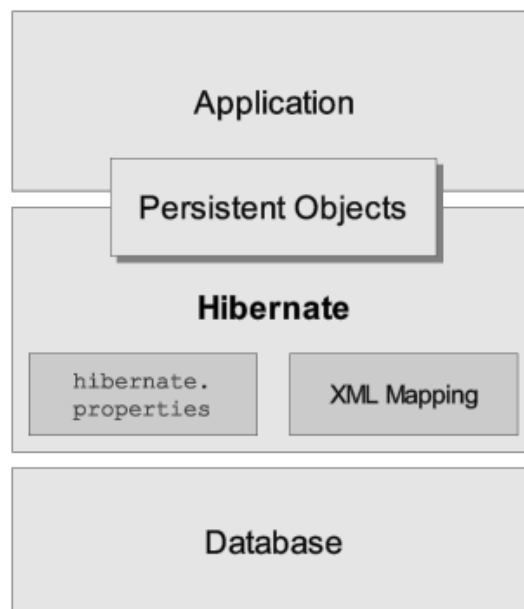 Application
Persistent Objects
Hibernate
hibernate.
properties
XML Mapping
Database